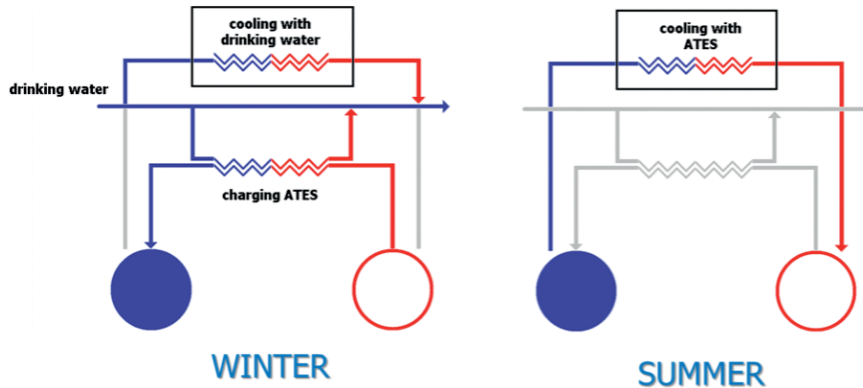 cooling with
drinking water
drinking water
charging ATES
WINTER
cooling with
ATES
SUMMER